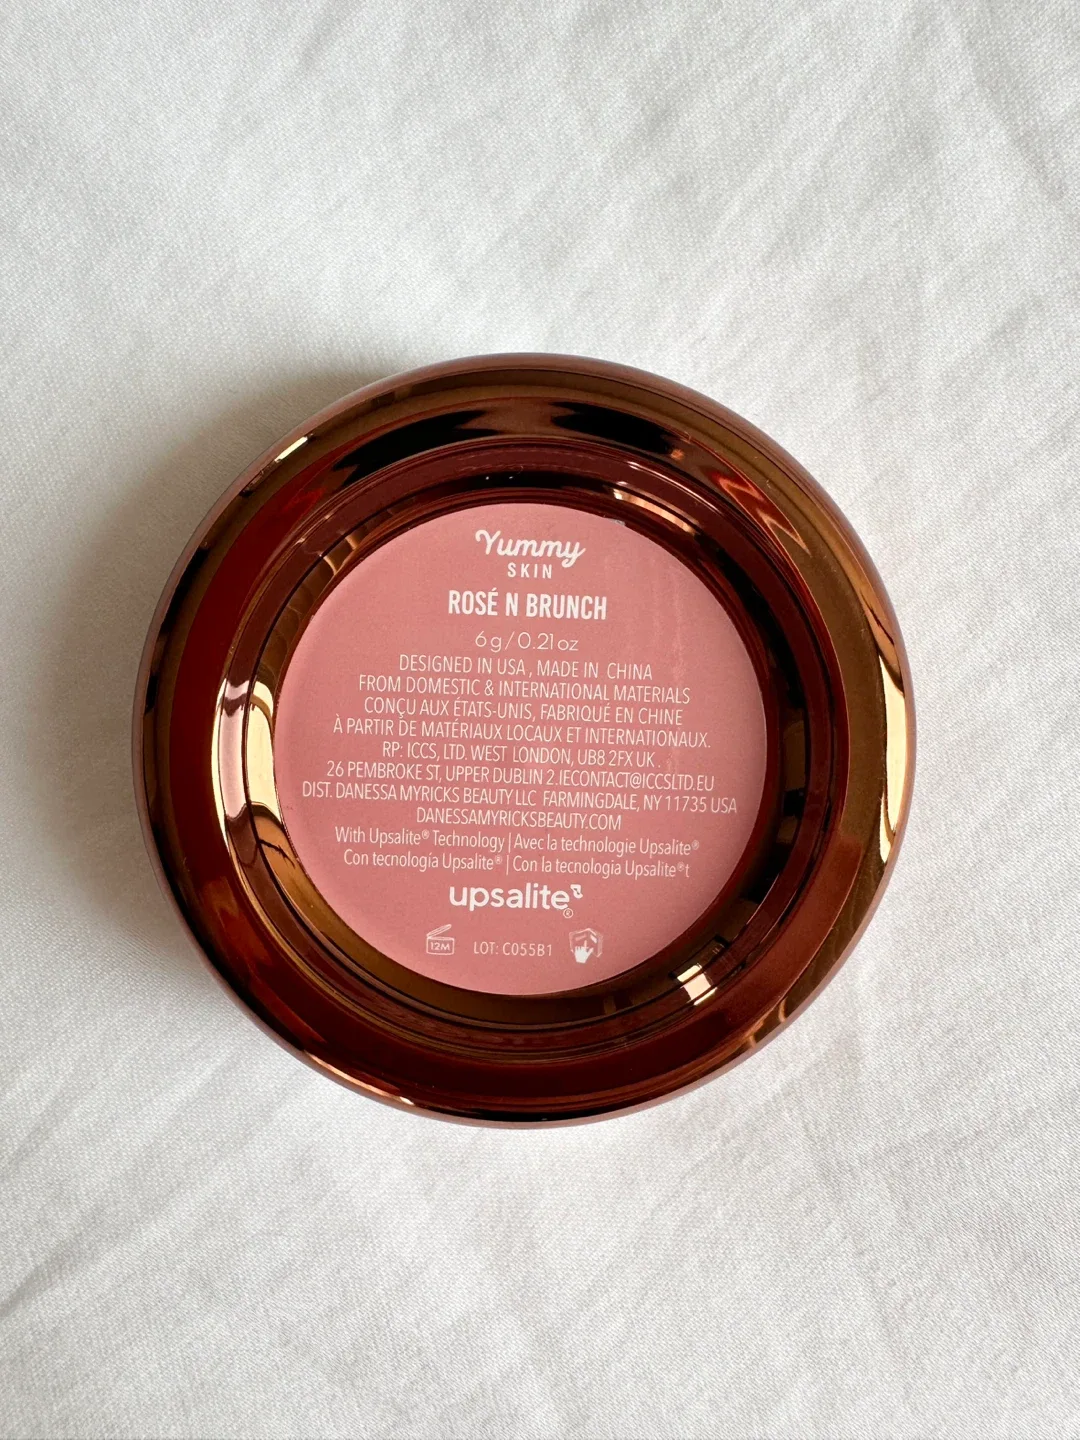 Yummy
SKIN
ROSÉ N BRUNCH
6 g / 0.21 oz
DESIGNED IN USA, MADE IN CHINA
FROM DOMESTIC & INTERNATIONAL MATERIALS
CONÇU AUX ÉTATS-UNIS, FABRIQUÉ EN CHINE
À PARTIR DE MATÉRIAUX LOCAUX ET INTERNATIONAUX.
RP: ICCS, LTD. WEST LONDON, UB8 2FX UK.
26 PEMBROKE ST, UPPER DUBLIN 2.IECONTACT@ICCSLTD.EU
DIST. DANESSA MYRICKS BEAUTY LLC FARMINGDALE, NY 11735 USA
DANESSAMYRICKSBEAUTY.COM
With Upsalite® Technology | Avec la technologie Upsalite®
Con tecnología Upsalite® | Con la tecnologia Upsalite®t
upsalite®
12M LOT: C055B1